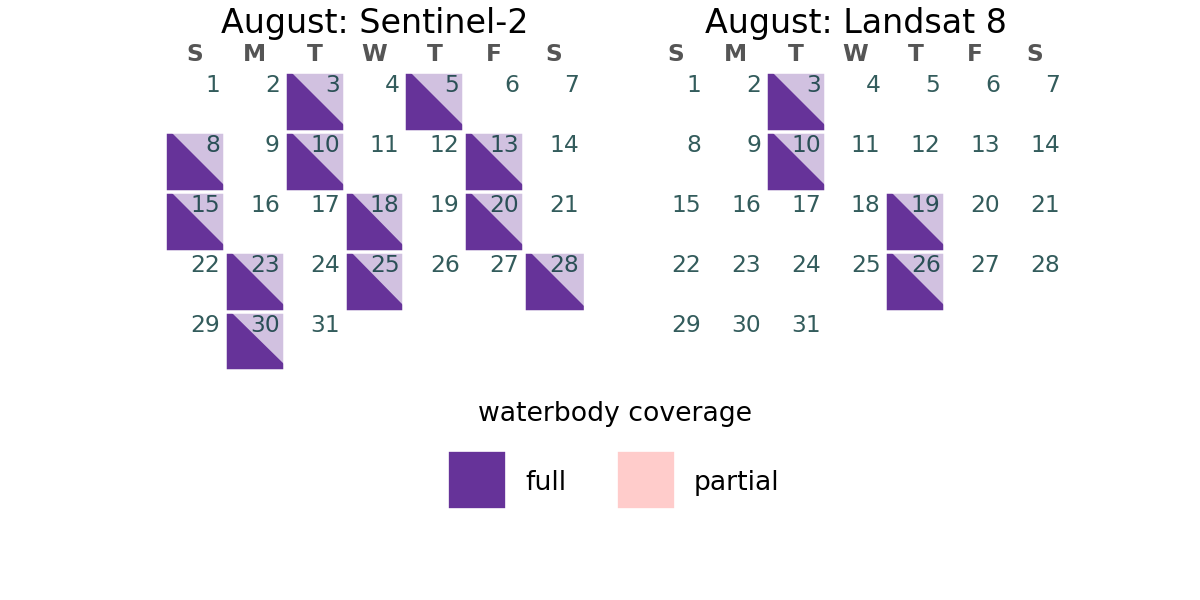 August: Sentinel-2
S M T W T F S
1 2 3 4 5 6 7
8 9 10 11 12 13 14
15 16 17 18 19 20 21
22 23 24 25 26 27 28
29 30 31
August: Landsat 8
S M T W T F S
1 2 3 4 5 6 7
8 9 10 11 12 13 14
15 16 17 18 19 20 21
22 23 24 25 26 27 28
29 30 31
waterbody coverage
full partial